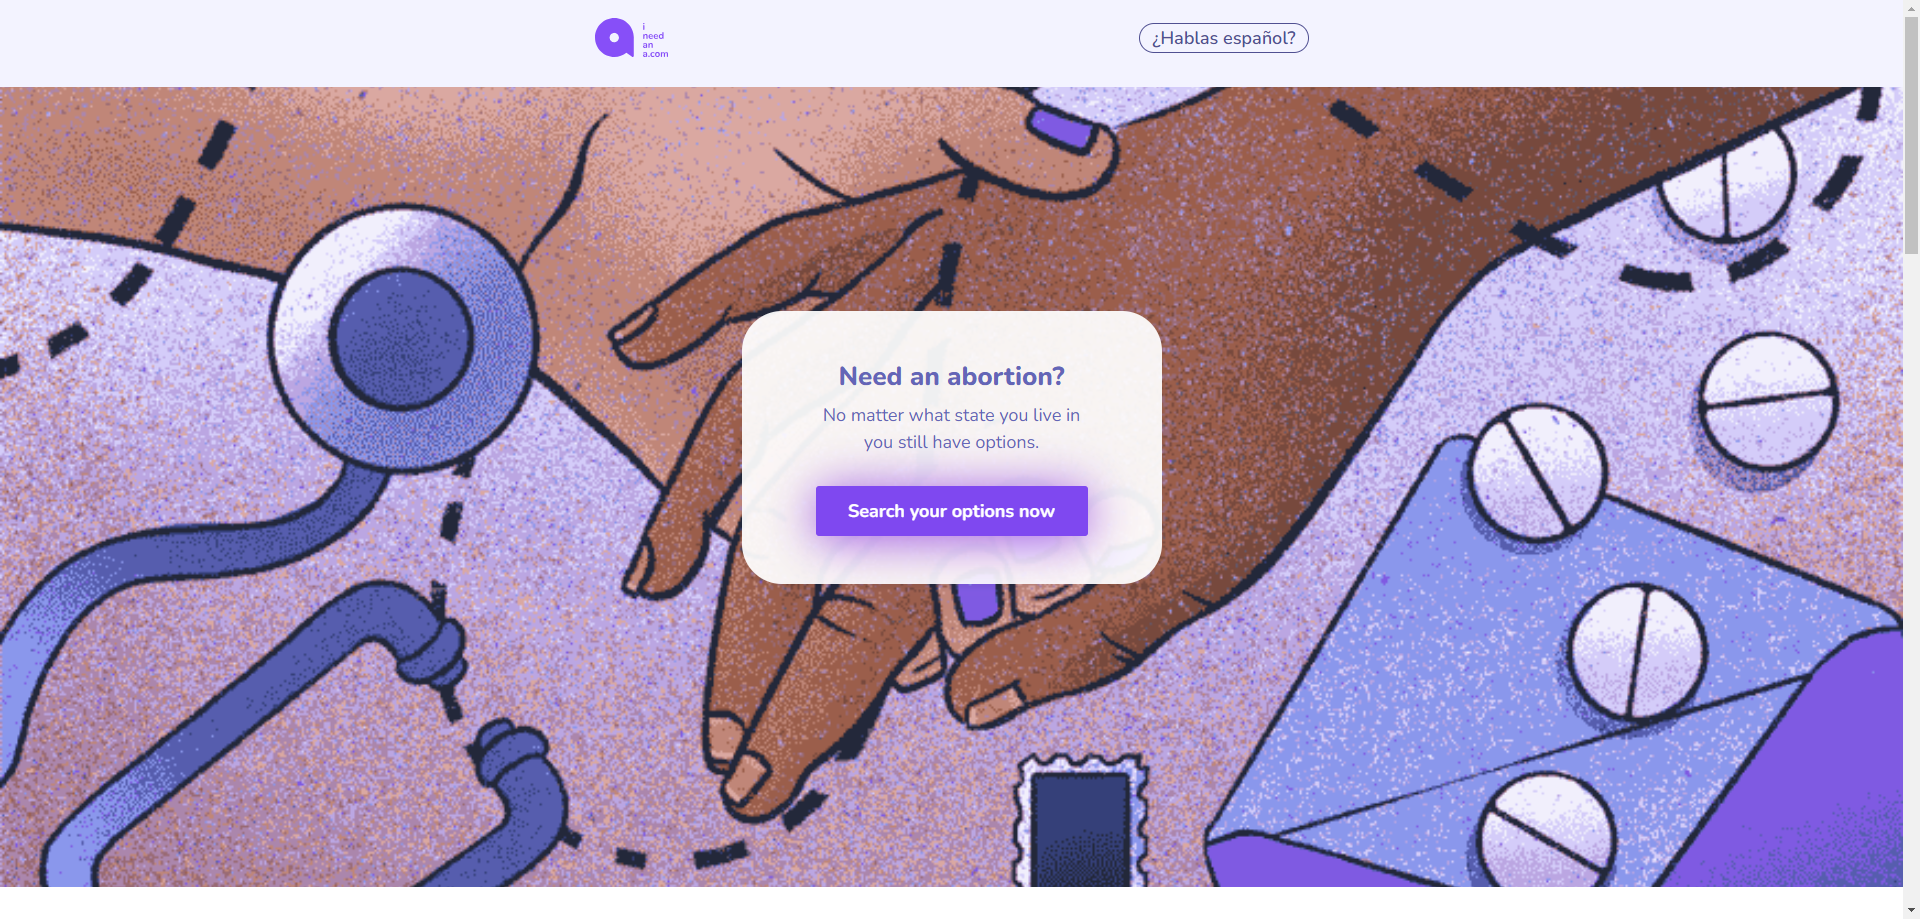 i
need
an
a.com
¿Hablas español?
Need an abortion?
No matter what state you live in
you still have options.
Search your options now